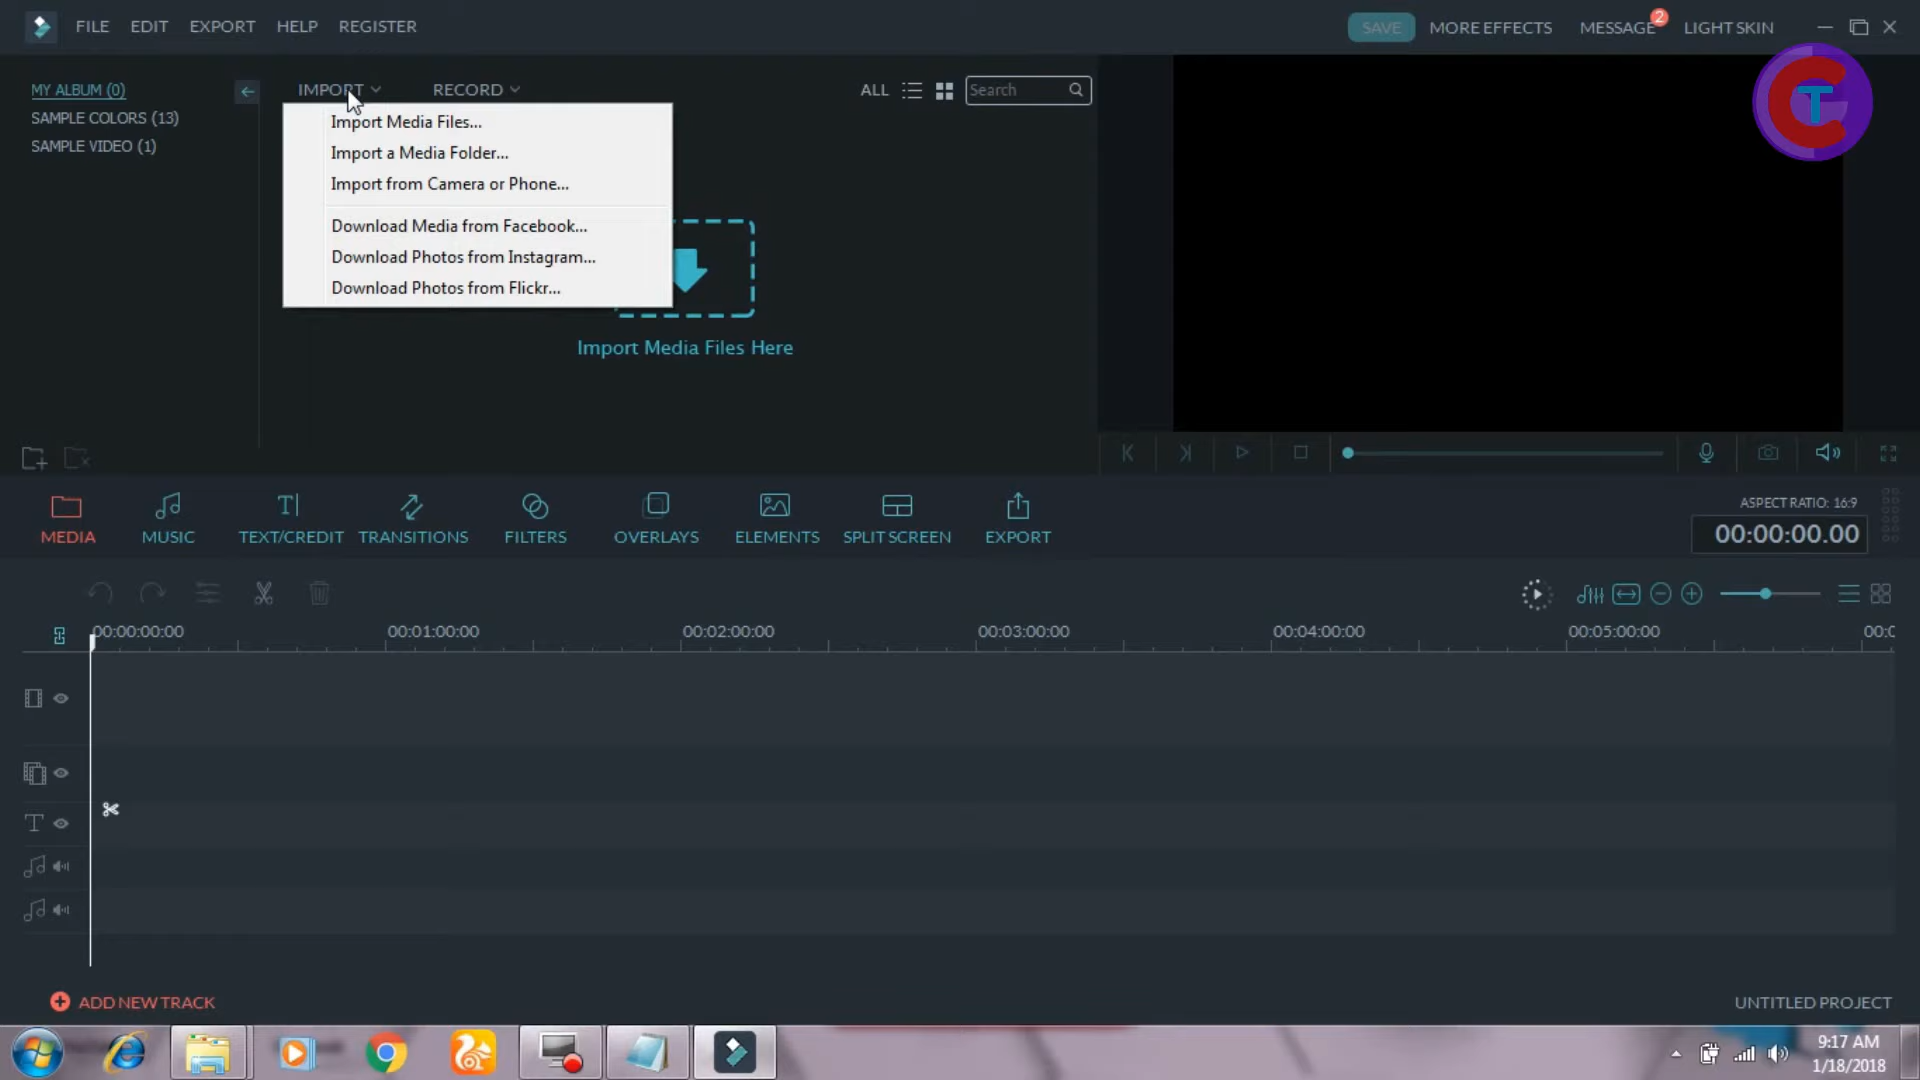 FILE EDIT EXPORT HELP REGISTER
SAVE MORE EFFECTS MESSAGE 2 LIGHT SKIN
MY ALBUM (0)
SAMPLE COLORS (13)
SAMPLE VIDEO (1)
IMPORT RECORD
ALL Search
Import Media Files...
Import a Media Folder...
Import from Camera or Phone...
Download Media from Facebook...
Download Photos from Instagram...
Download Photos from Flickr...
Import Media Files Here
CT
MEDIA MUSIC TEXT/CREDIT TRANSITIONS FILTERS OVERLAYS ELEMENTS SPLIT SCREEN EXPORT
ASPECT RATIO: 16:9
00:00:00.00
00:00:00:00 00:01:00:00 00:02:00:00 00:03:00:00 00:04:00:00 00:05:00:00
ADD NEW TRACK
UNTITLED PROJECT
9:17 AM
1/18/2018